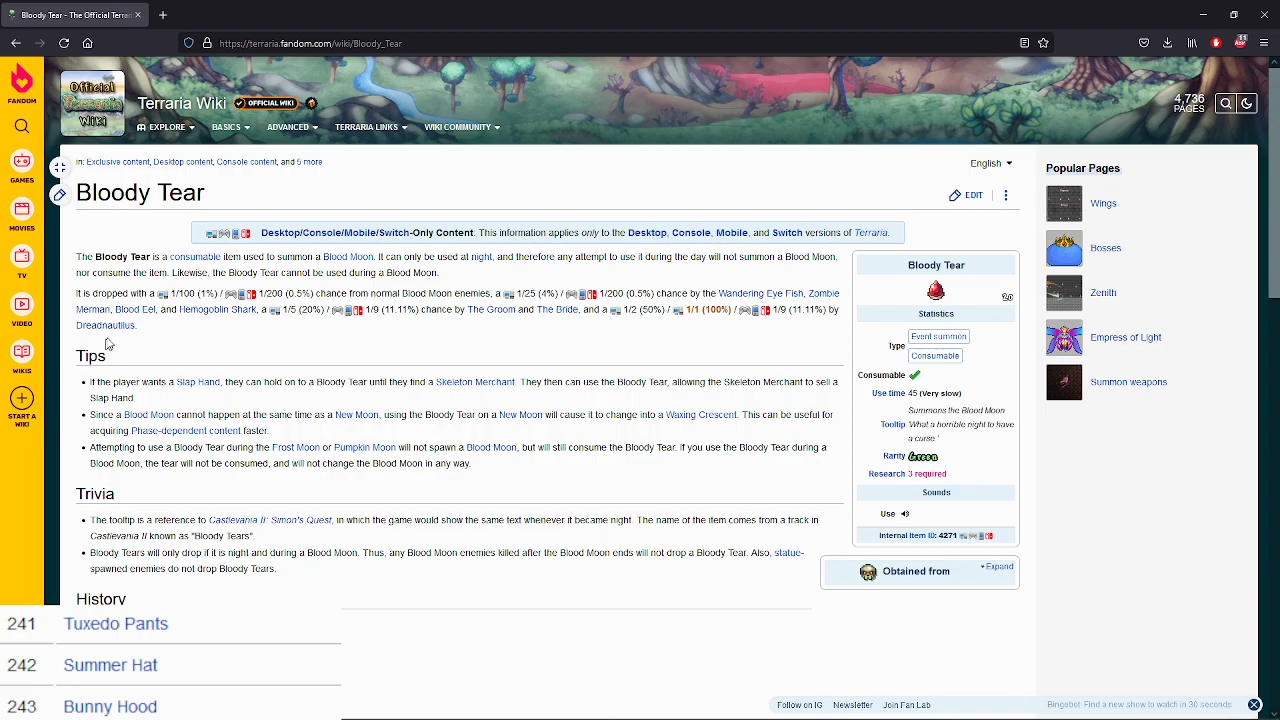 Bloody Tear - The Official Terrari
https://terraria.fandom.com/wiki/Bloody_Tear
11
FANDOM
GAMES
MOVIES
TV
VIDEO
WIKIS
START A
WIKI
Official
Terraria
Wiki
Terraria Wiki
OFFICIAL WIKI
4,736
PAGES
EXPLORE
BASICS
ADVANCED
TERRARIA LINKS
WIKI COMMUNITY
in: Exclusive content, Desktop content, Console content, and 5 more
English
Bloody Tear
EDIT
Desktop/Console/Mobile/Switch-Only Content: This information applies only to the Desktop, Console, Mobile, and Switch versions of Terraria.
The Bloody Tear is a consumable item used to summon a Blood Moon. It can only be used at night, and therefore any attempt to use it during the day will not summon a Blood Moon,
nor consume the item. Likewise, the Bloody Tear cannot be used during a Blood Moon.
It is dropped with a 1/100 (1%) / 1/200 (0.5%) chance by normal Blood Moon enemies, a 1/25 (4%) / 1/200 (0.5%) chance by the Wandering Eye Fish, Zombie
Merman, Blood Eel, and Hemogoblin Shark, a 1/5 (20%) / 1/9 (11.11%) chance by The Groom and The Bride, and a 1/2 (50%) / 1/1 (100%) / 1/9 (11.11%) by
Dreadnautilus.
Tips
If the player wants a Slap Hand, they can hold on to a Bloody Tear until they find a Skeleton Merchant. They then can use the Bloody Tear, allowing the Skeleton Merchant to sell a
Slap Hand.
Since a Blood Moon cannot happen at the same time as a New Moon, using the Bloody Tear on a New Moon will cause it to change into a Waxing Crescent. This can be useful for
acquiring Phase-dependent content faster.
Attempting to use a Bloody Tear during the Frost Moon or Pumpkin Moon will not spawn a Blood Moon, but will still consume the Bloody Tear. If you use the Bloody Tear during a
Blood Moon, the tear will not be consumed, and will not change the Blood Moon in any way.
Trivia
The tooltip is a reference to Castlevania II: Simon's Quest, in which the game would show the same text whenever it became night. The name of the item comes from a track in
Castlevania II known as "Bloody Tears".
Bloody Tears will only drop if it is night and during a Blood Moon. Thus, any Blood Moon enemies killed after the Blood Moon ends will not drop a Bloody Tear. Also, statue-
spawned enemies do not drop Bloody Tears.
History
Bloody Tear
20
Statistics
Type
Event summon
Consumable
Consumable
Use time 45 (Very slow)
Tooltip
Summons the Blood Moon
'What a horrible night to have
a curse.'
Rarity Green
Research 3 required
Sounds
Use
Internal Item ID: 4271
Obtained from
Expand
Popular Pages
Wings
Bosses
Zenith
Empress of Light
Summon weapons
241 Tuxedo Pants
242 Summer Hat
243 Bunny Hood
Follow on IG
Newsletter
Join Fan Lab
Bingebot: Find a new show to watch in 30 seconds